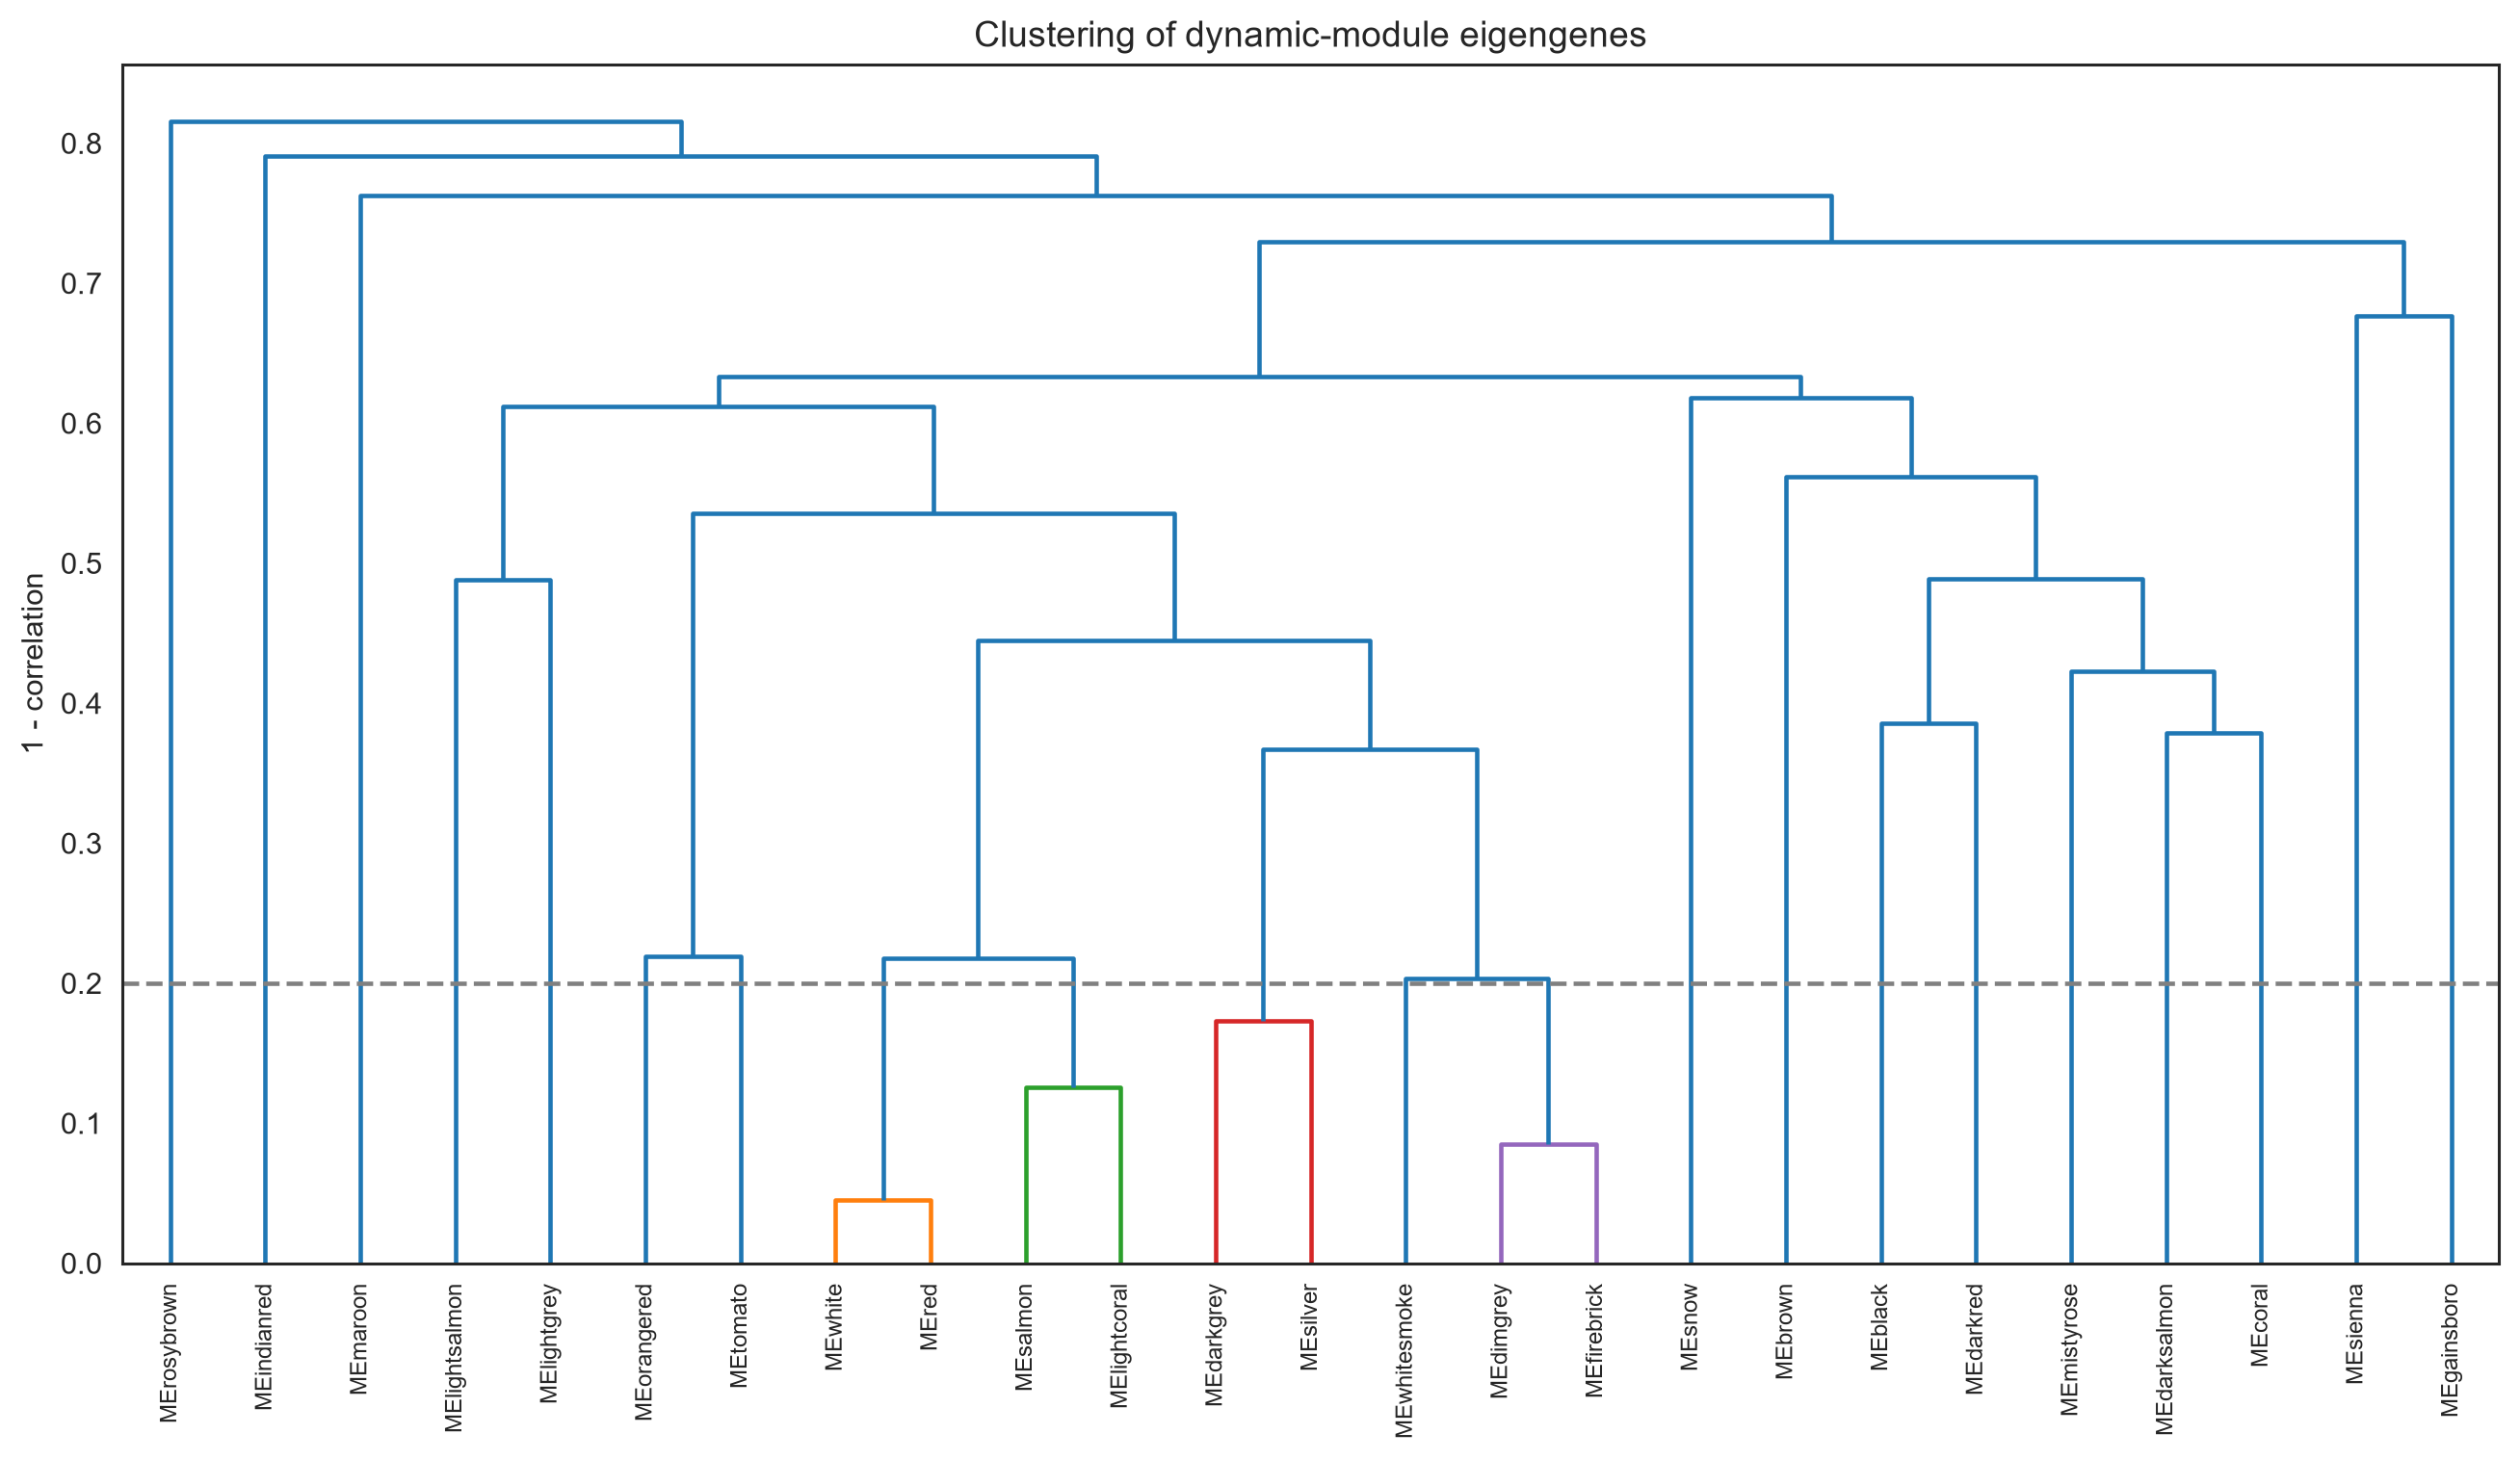 Clustering of dynamic-module eigengenes
1 - correlation
0.8
0.7
0.6
0.5
0.4
0.3
0.2
0.1
0.0
MErosybrown
MEindianred
MEmaroon
MElightsalmon
MElightgrey
MEorangered
MEtomato
MEwhite
MEred
MEsalmon
MElightcoral
MEdarkgrey
MEsilver
MEwhitesmoke
MEdimgrey
MEfirebrick
MEsnow
MEbrown
MEblack
MEdarkred
MEmistyrose
MEdarksalmon
MEcoral
MEsienna
MEgainsboro